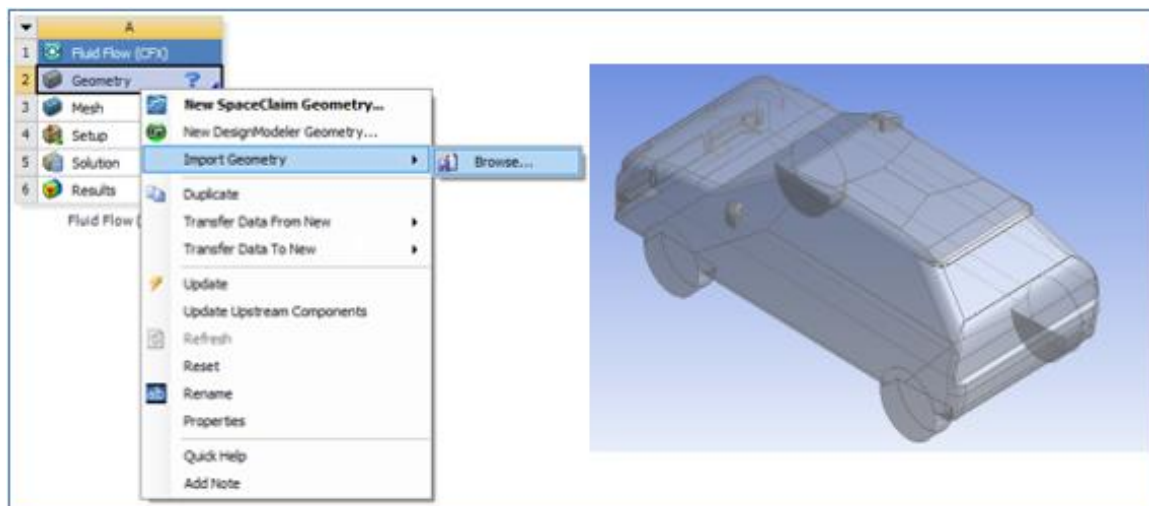 A
1 Fluid Flow (CFX)
2 Geometry ?
3 Mesh
4 Setup
5 Solution
6 Results
Fluid Flow (
New SpaceClaim Geometry...
New DesignModeler Geometry...
Import Geometry
Browse...
Duplicate
Transfer Data From New
Transfer Data To New
Update
Update Upstream Components
Refresh
Reset
ab Rename
Properties
Quick Help
Add Note